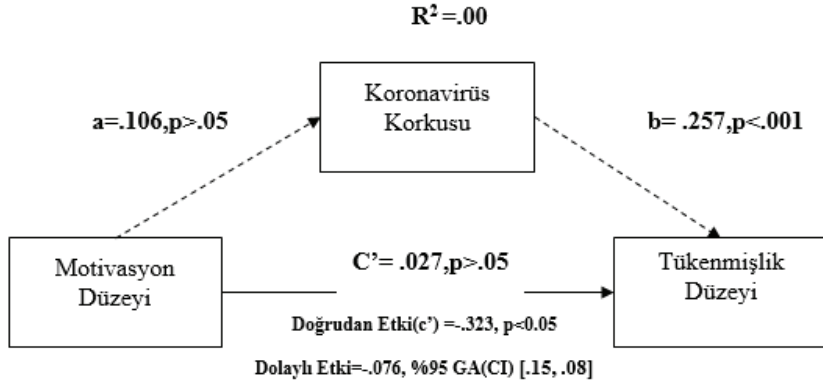 R² =.00
Koronavirüs
Korkusu
a=.106,p>.05
b= .257,p<.001
Motivasyon
Düzeyi
C’= .027,p>.05
Tükenmişlik
Düzeyi
Doğrudan Etki(c’) =-.323, p<0.05
Dolaylı Etki=-.076, %95 GA(CI) [.15, .08]